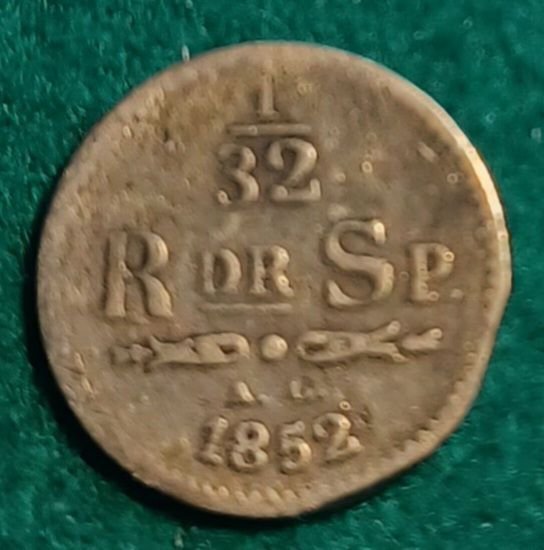 1
32.
R DR SP.
A. G.
1852